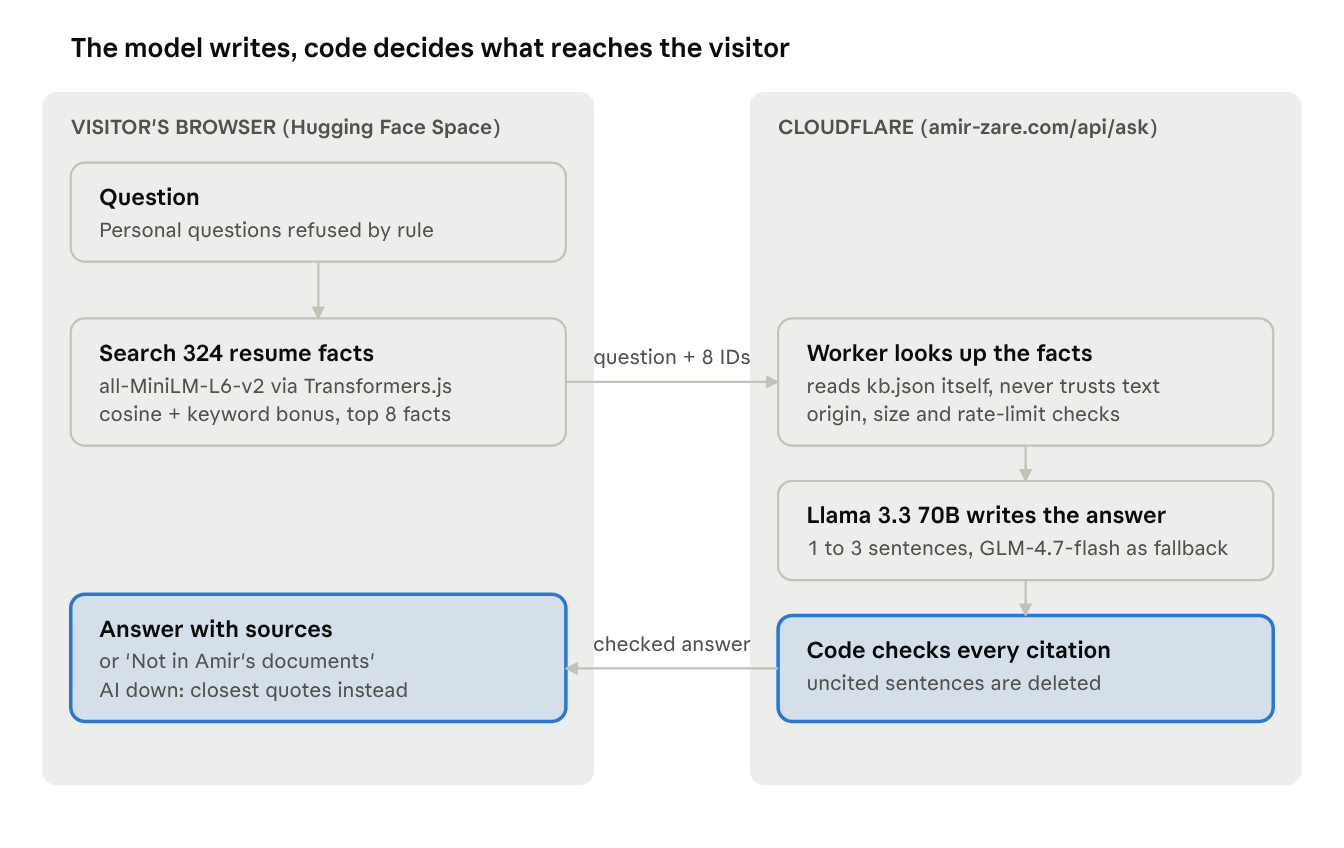 The model writes, code decides what reaches the visitor
VISITOR'S BROWSER (Hugging Face Space)
Question
Personal questions refused by rule
Search 324 resume facts
all-MiniLM-L6-v2 via Transformers.js
cosine + keyword bonus, top 8 facts
question + 8 IDs
CLOUDFLARE (amir-zare.com/api/ask)
Worker looks up the facts
reads kb.json itself, never trusts text
origin, size and rate-limit checks
Llama 3.3 70B writes the answer
1 to 3 sentences, GLM-4.7-flash as fallback
Code checks every citation
uncited sentences are deleted
checked answer
Answer with sources
or 'Not in Amir's documents'
AI down: closest quotes instead